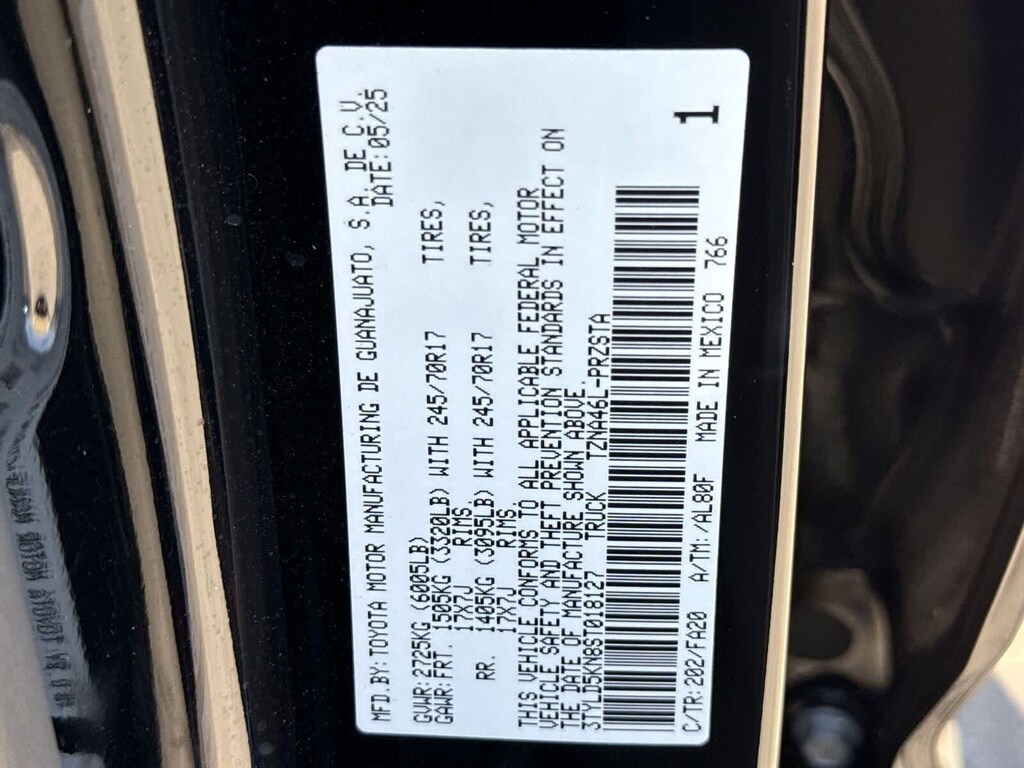 MFD.BY:TOYOTA MOTOR MANUFACTURING DE GUANAJUATO, S.A. DE C.V.
DATE:05/25
GVWR:2725KG (6005LB)
GAWR:FRT. 1505KG (3320LB) WITH 245/70R17 TIRES,
17X7J RIMS.
RR. 1405KG (3095LB) WITH 245/70R17 TIRES,
17X7J RIMS.
THIS VEHICLE CONFORMS TO ALL APPLICABLE FEDERAL MOTOR
VEHICLE SAFETY AND THEFT PREVENTION STANDARDS IN EFFECT ON
THE DATE OF MANUFACTURE SHOWN ABOVE.
3TYLD5KN8ST018127 TRUCK TZNA46L-PRZSTA
C/TR:202/FA20 A/TM:/AL80F MADE IN MEXICO 766
1